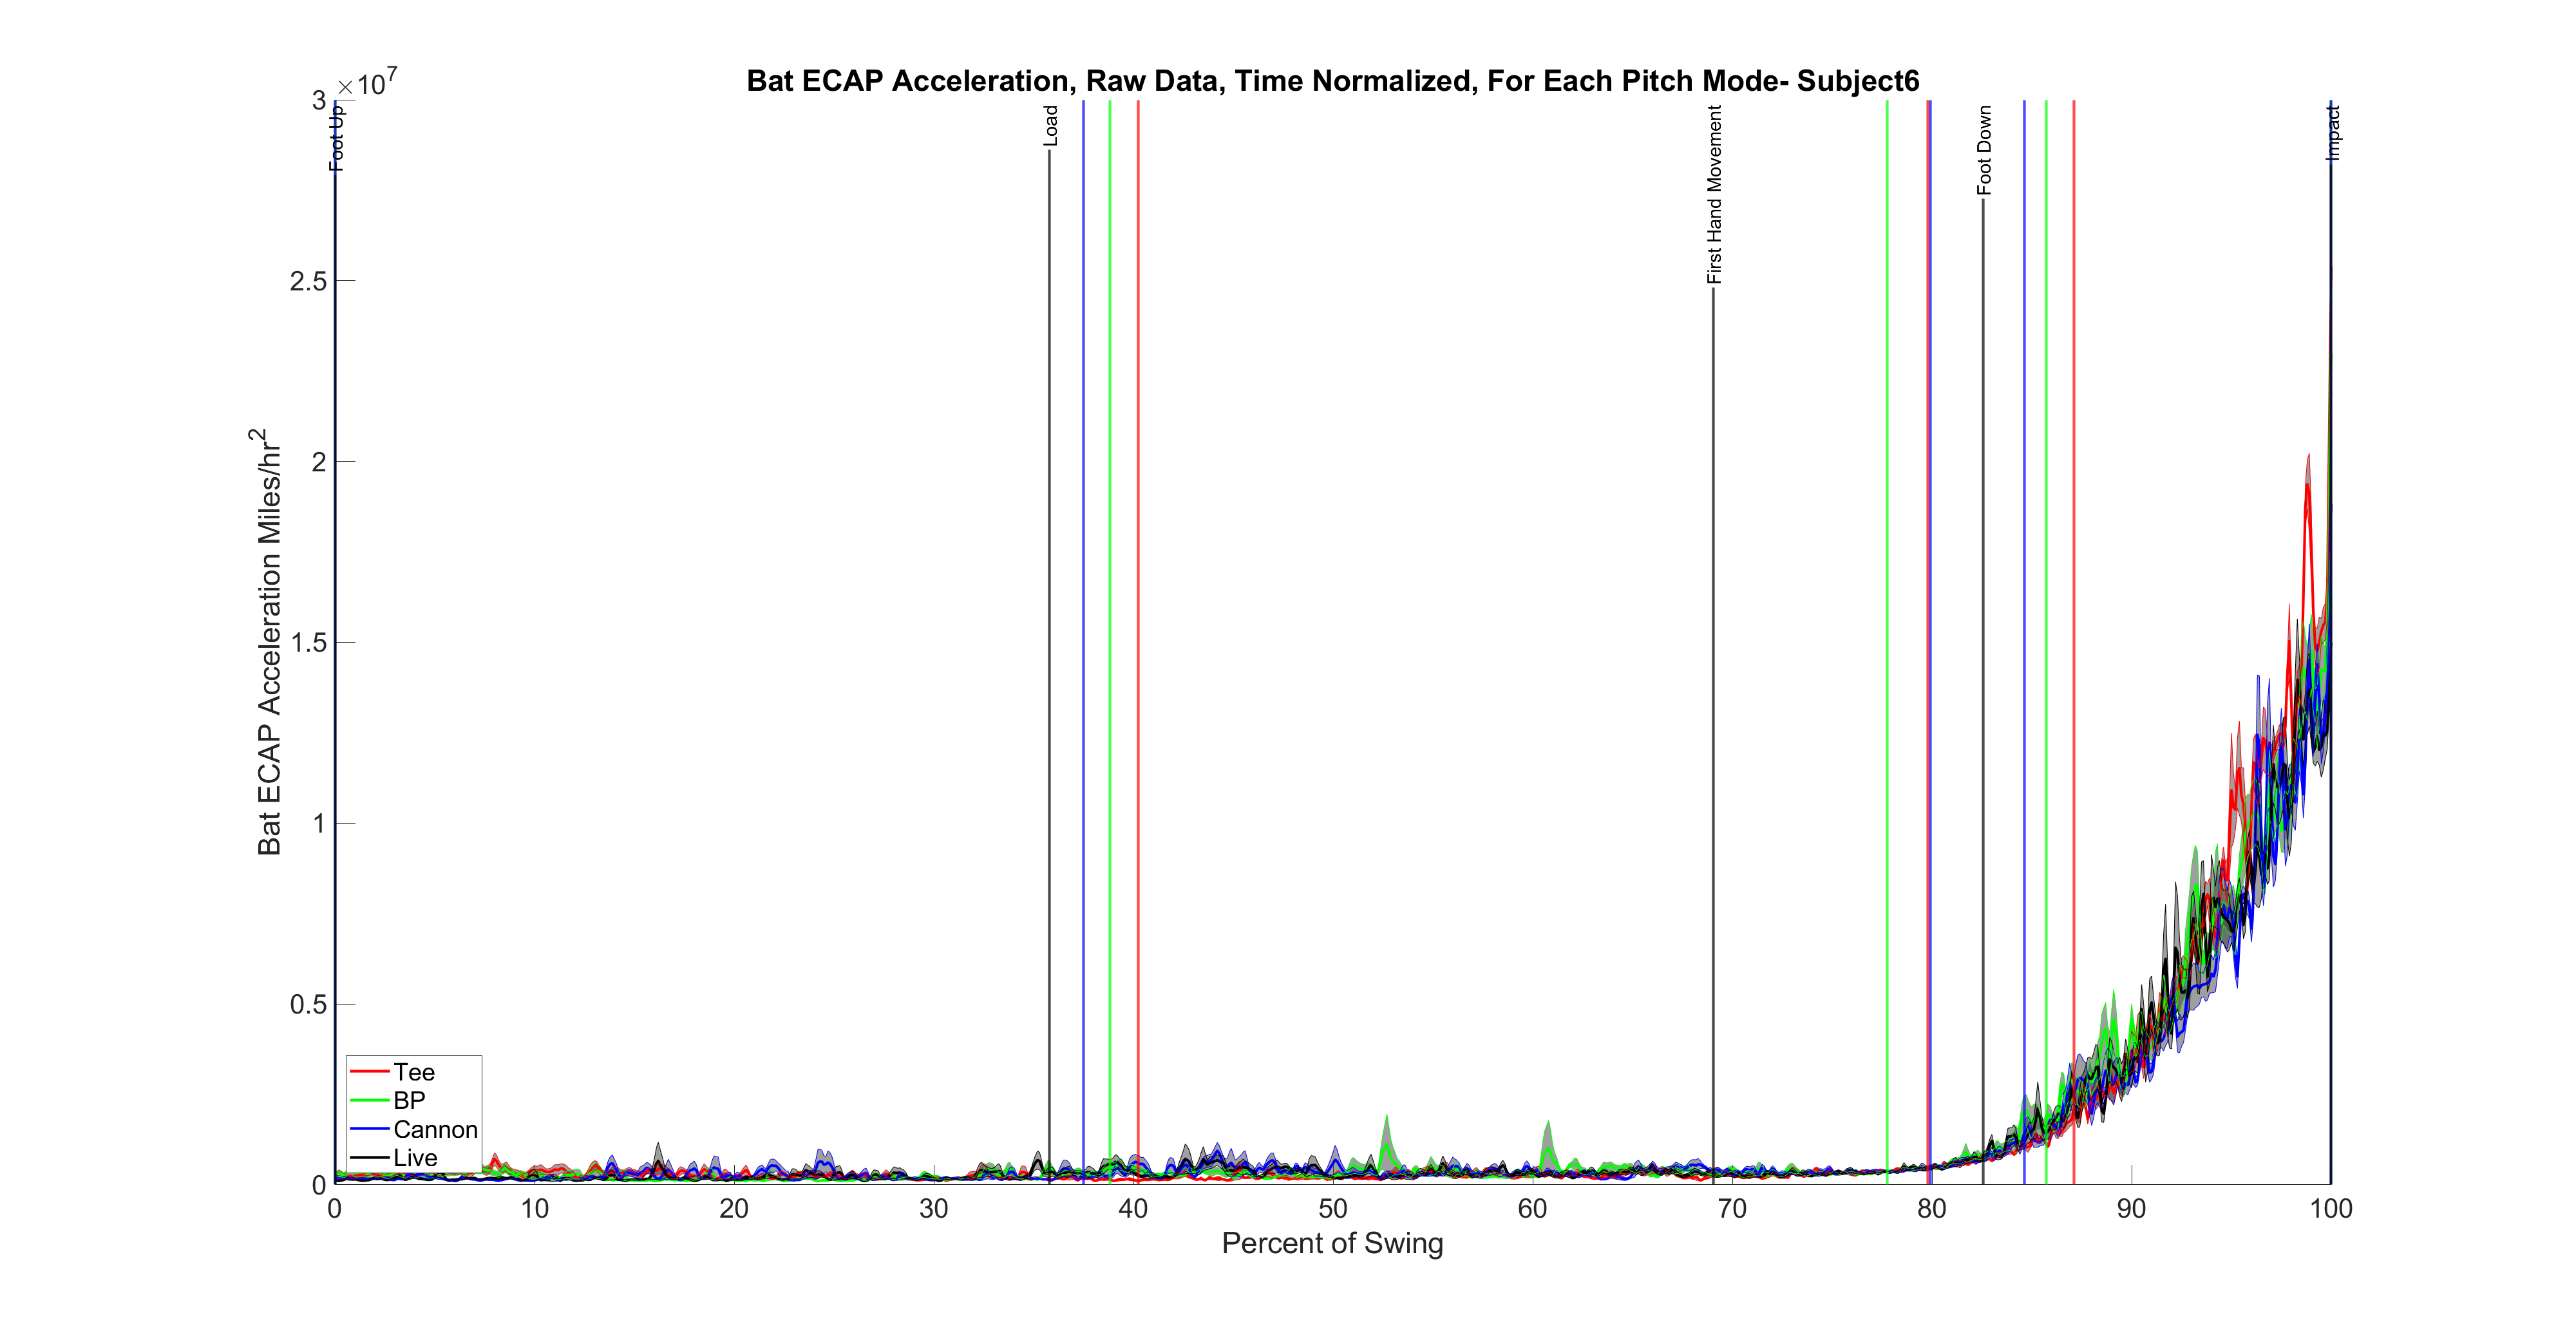 Bat ECAP Acceleration, Raw Data, Time Normalized, For Each Pitch Mode- Subject6
×10^7
3
2.5
2
1.5
1
0.5
0
Bat ECAP Acceleration Miles/hr^2
Foot Up
Load
First Hand Movement
Foot Down
Impact
Tee
BP
Cannon
Live
0 10 20 30 40 50 60 70 80 90 100
Percent of Swing